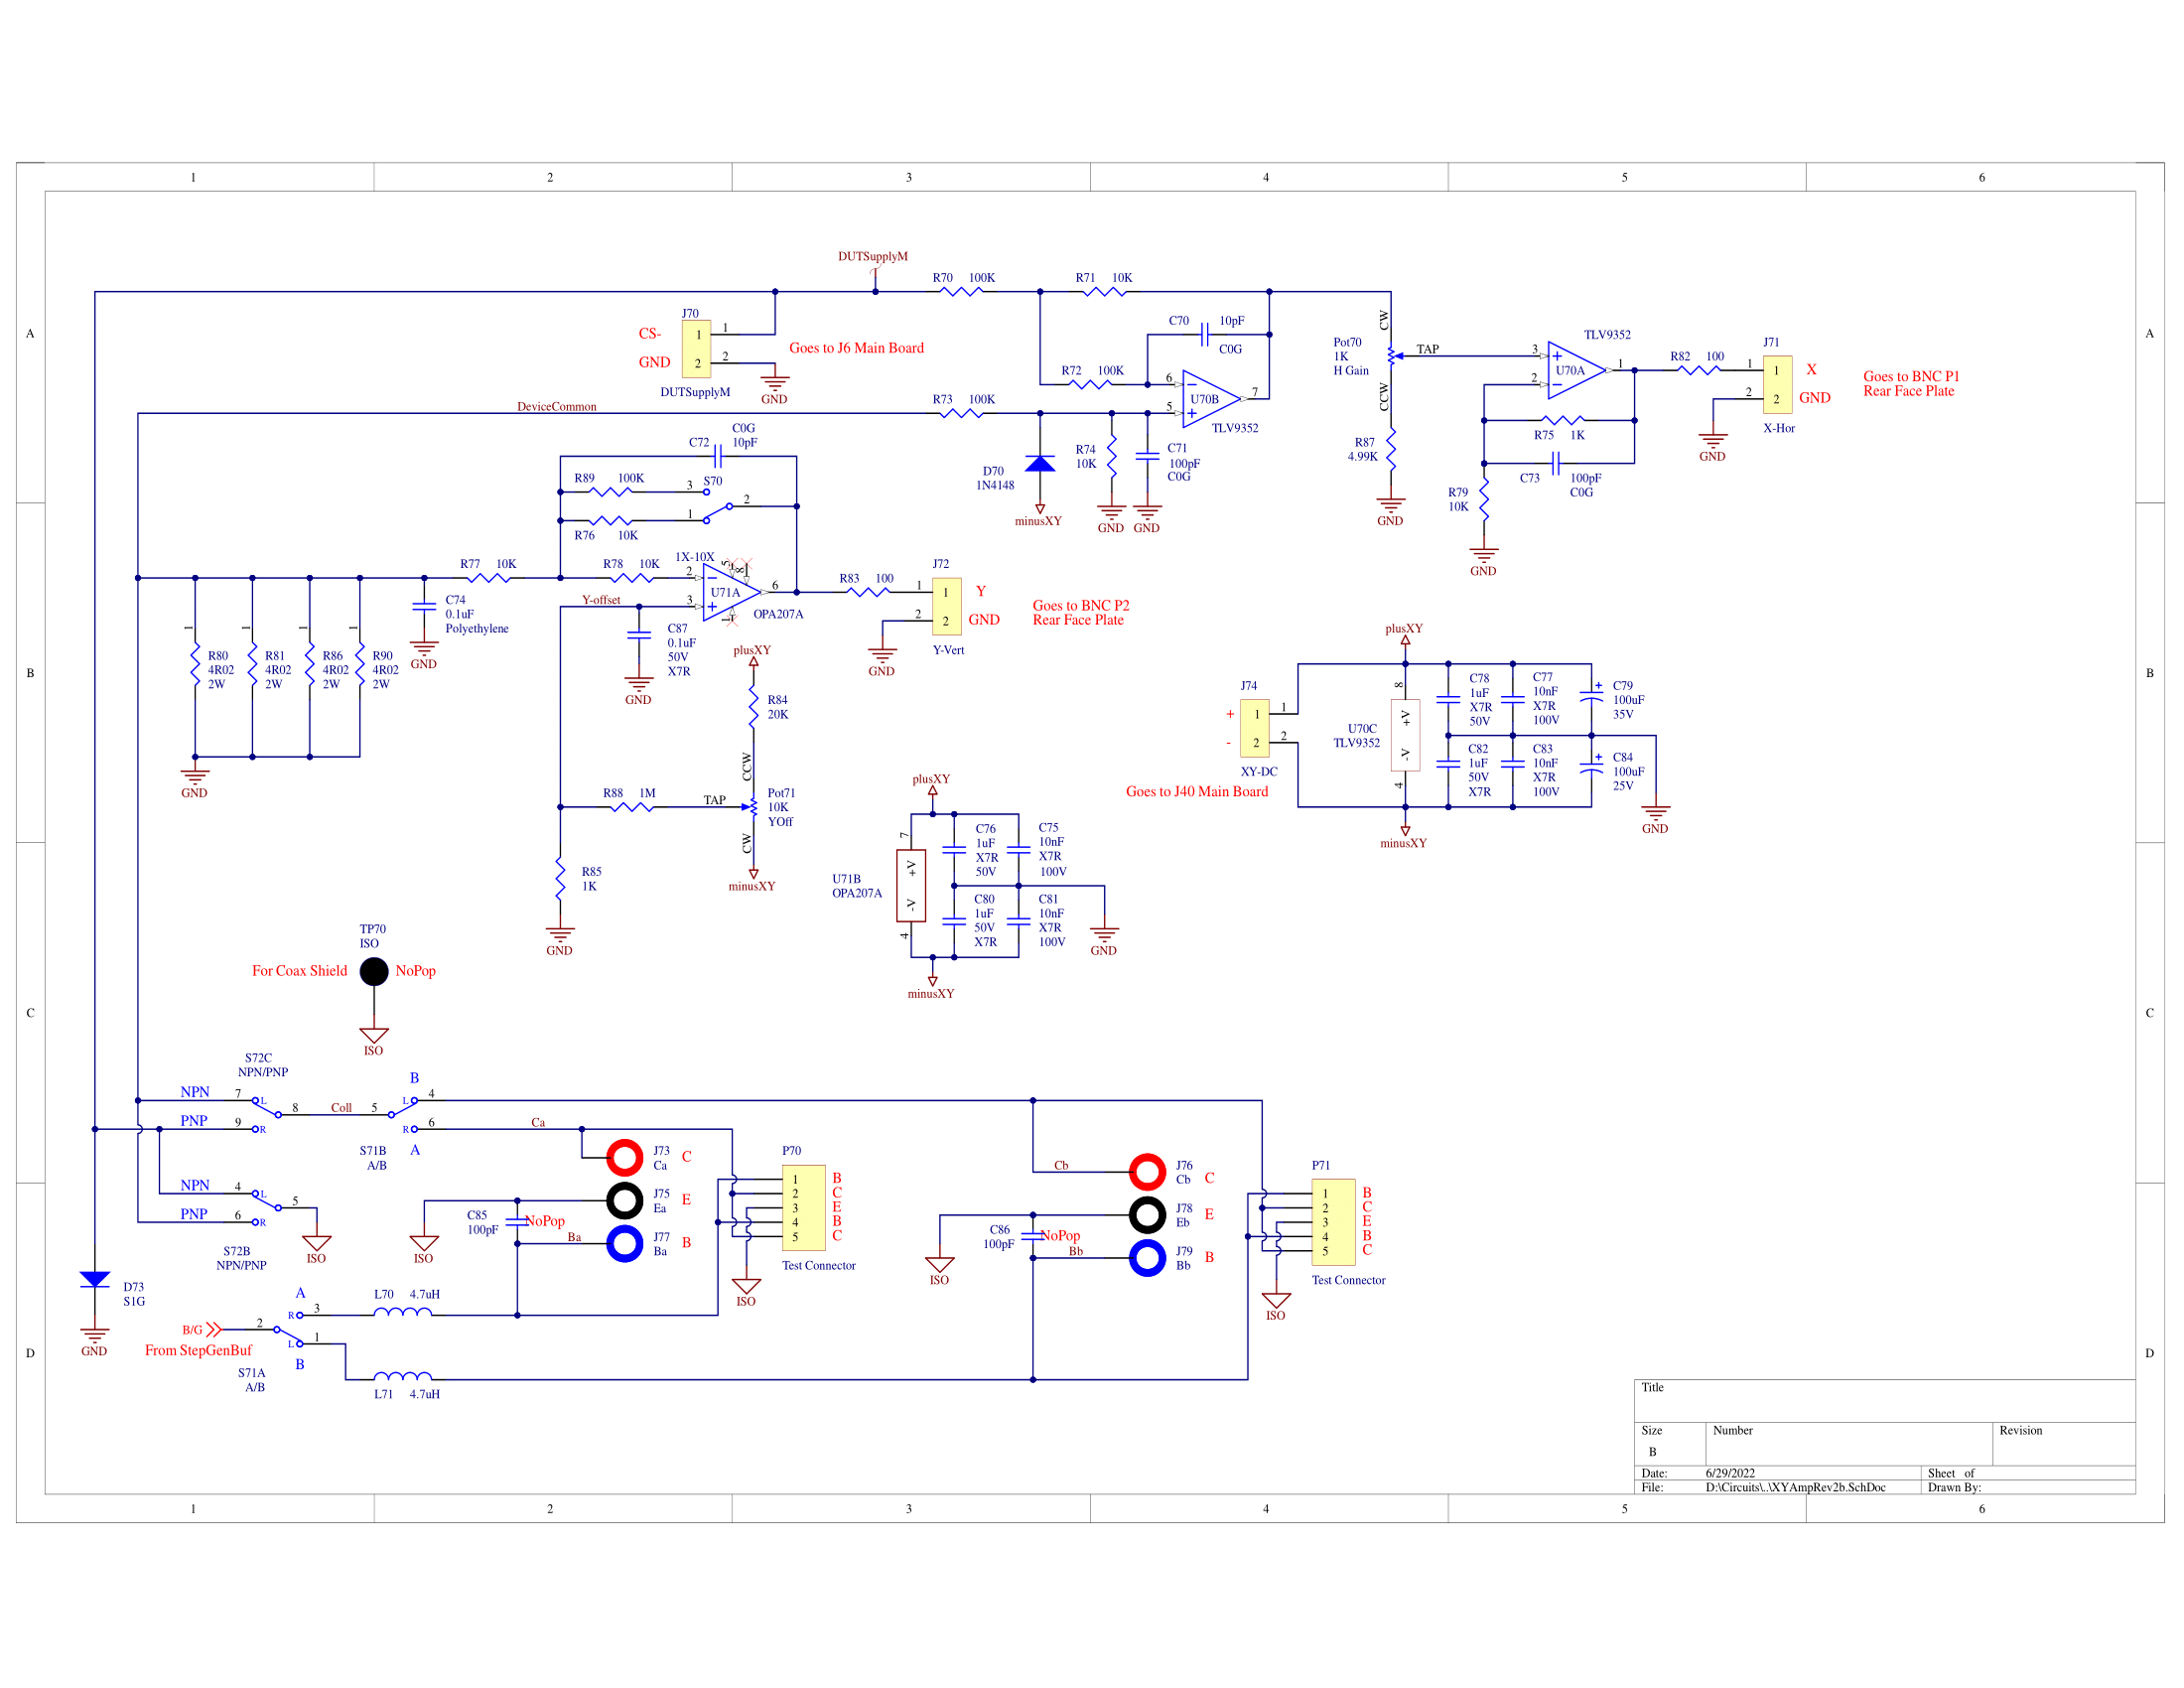 1 2 3 4 5 6
A A
B B
C C
D D
DUTSupplyM
R70 100K
R71 10K
J70
CS- 1 1
GND 2 2
Goes to J6 Main Board
DUTSupplyM
GND
C70 10pF
C0G
R72 100K
6
5
7
U70B
TLV9352
DeviceCommon
R73 100K
D70
1N4148
minusXY
R74
10K
GND
C71
100pF
C0G
GND
CW
Pot70
1K
H Gain
TAP
CCW
R87
4.99K
GND
TLV9352
3
2
1
U70A
R82 100
J71
1 1 X
2 2 GND
X-Hor
GND
Goes to BNC P1
Rear Face Plate
R75 1K
C73 100pF
C0G
R79
10K
GND
C0G
C72 10pF
R89 100K
3 S70
2
1
R76 10K
1X-10X
R77 10K
R78 10K
2
3
5
8
1
6
U71A
OPA207A
Y-offset
R83 100
J72
1 1 Y
2 2 GND
Y-Vert
GND
Goes to BNC P2
Rear Face Plate
C74
0.1uF
Polyethylene
GND
C87
0.1uF
50V
X7R
GND
1 1 1 1
R80
4R02
2W
R81
4R02
2W
R86
4R02
2W
R90
4R02
2W
GND
plusXY
R84
20K
CCW
R88 1M
TAP
Pot71
10K
YOff
CW
minusXY
R85
1K
GND
plusXY
7
U71B
OPA207A
+V
-V
4
C76
1uF
X7R
50V
C75
10nF
X7R
100V
C80
1uF
50V
X7R
C81
10nF
X7R
100V
GND
minusXY
plusXY
J74
+ 1 1
- 2 2
XY-DC
Goes to J40 Main Board
8
U70C
TLV9352
+V
-V
4
C78
1uF
X7R
50V
C77
10nF
X7R
100V
+ C79
100uF
35V
C82
1uF
50V
X7R
C83
10nF
X7R
100V
+ C84
100uF
25V
GND
minusXY
TP70
ISO
For Coax Shield NoPop
ISO
S72C
NPN/PNP
NPN 7 L
8 Coll 5
PNP 9 R
B
L 4
R 6
S71B
A/B
A
Ca
NPN 4 L
5
PNP 6 R
S72B
NPN/PNP
ISO
J73
Ca
C
J75
Ea
E
J77
Ba
B
C85
100pF
NoPop
Ba
ISO
P70
1 B
2 C
3 E
4 B
5 C
Test Connector
ISO
Cb
J76
Cb
C
J78
Eb
E
J79
Bb
B
C86
100pF
NoPop
Bb
ISO
P71
1 B
2 C
3 E
4 B
5 C
Test Connector
ISO
D73
S1G
GND
A
R 3
B/G 2
L 1
From StepGenBuf
B
S71A
A/B
L70 4.7uH
L71 4.7uH
Title
Size Number Revision
B
Date: 6/29/2022 Sheet of
File: D:\Circuits\..\XYAmpRev2b.SchDoc Drawn By:
1 2 3 4 5 6